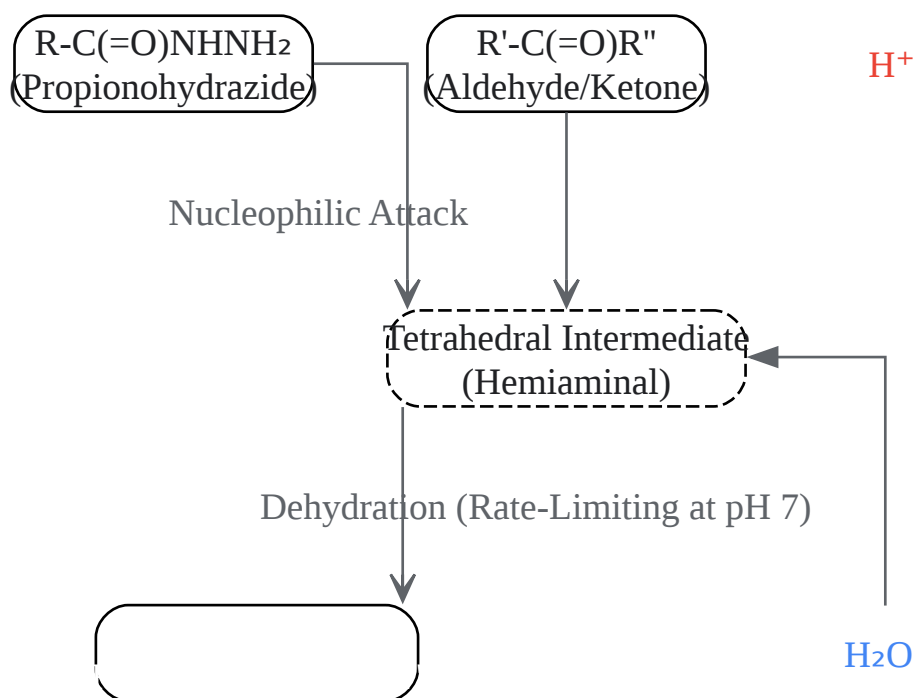 R-C(=O)NHNH₂
(Propionohydrazide)
R'-C(=O)R"
(Aldehyde/Ketone)
H⁺
Nucleophilic Attack
Tetrahedral Intermediate
(Hemiaminal)
Dehydration (Rate-Limiting at pH 7)
H₂O